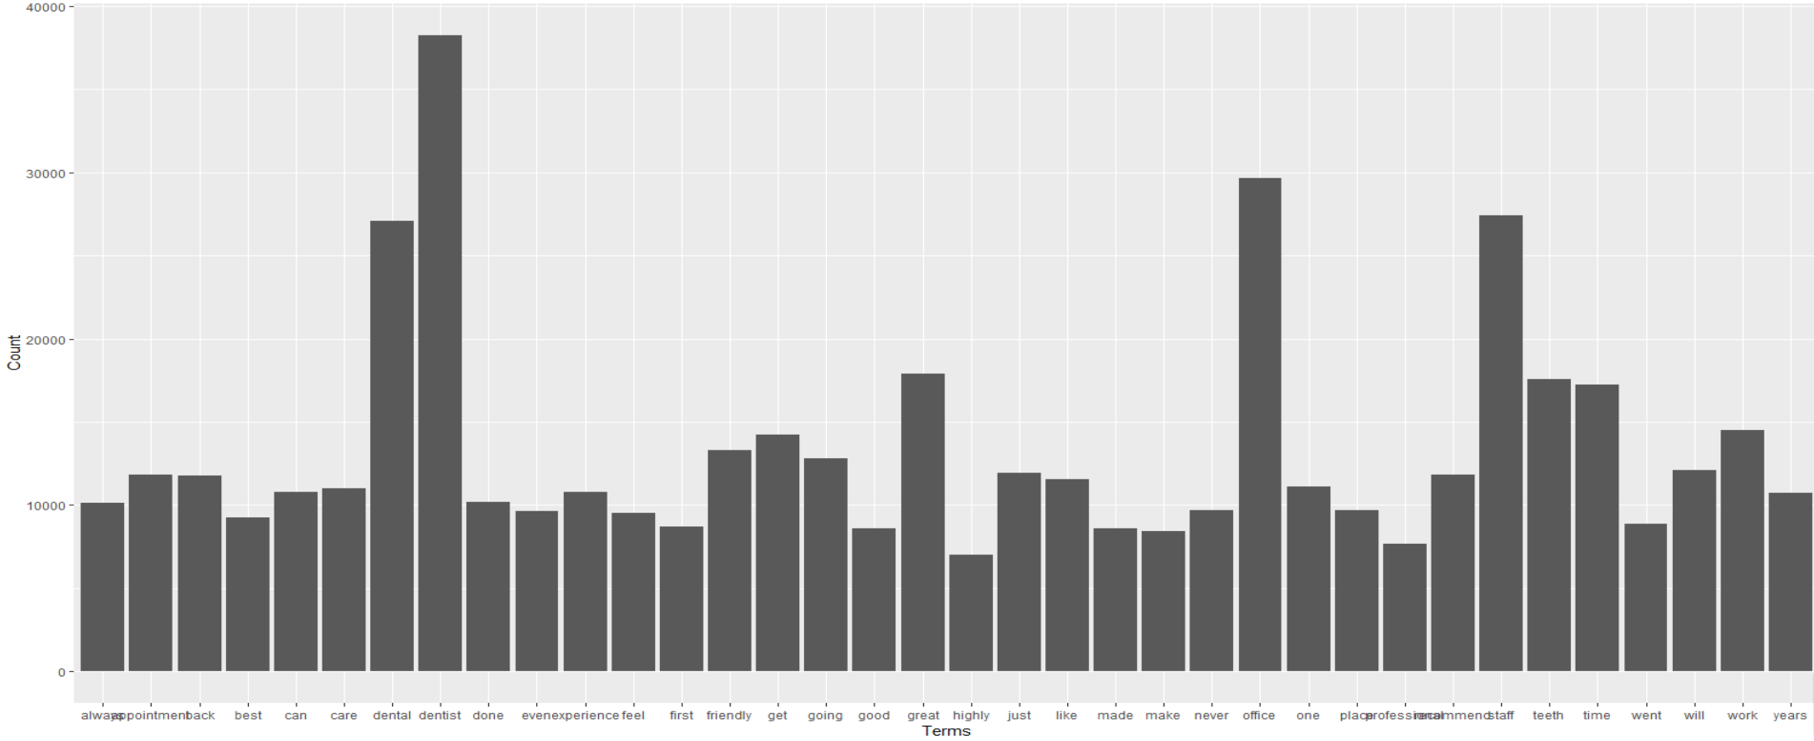 40000
30000
20000
10000
0
Count
always appointment back best can care dental dentist done even experience feel first friendly get going good great highly just like made make never office one place professional recommend staff teeth time went will work years
Terms